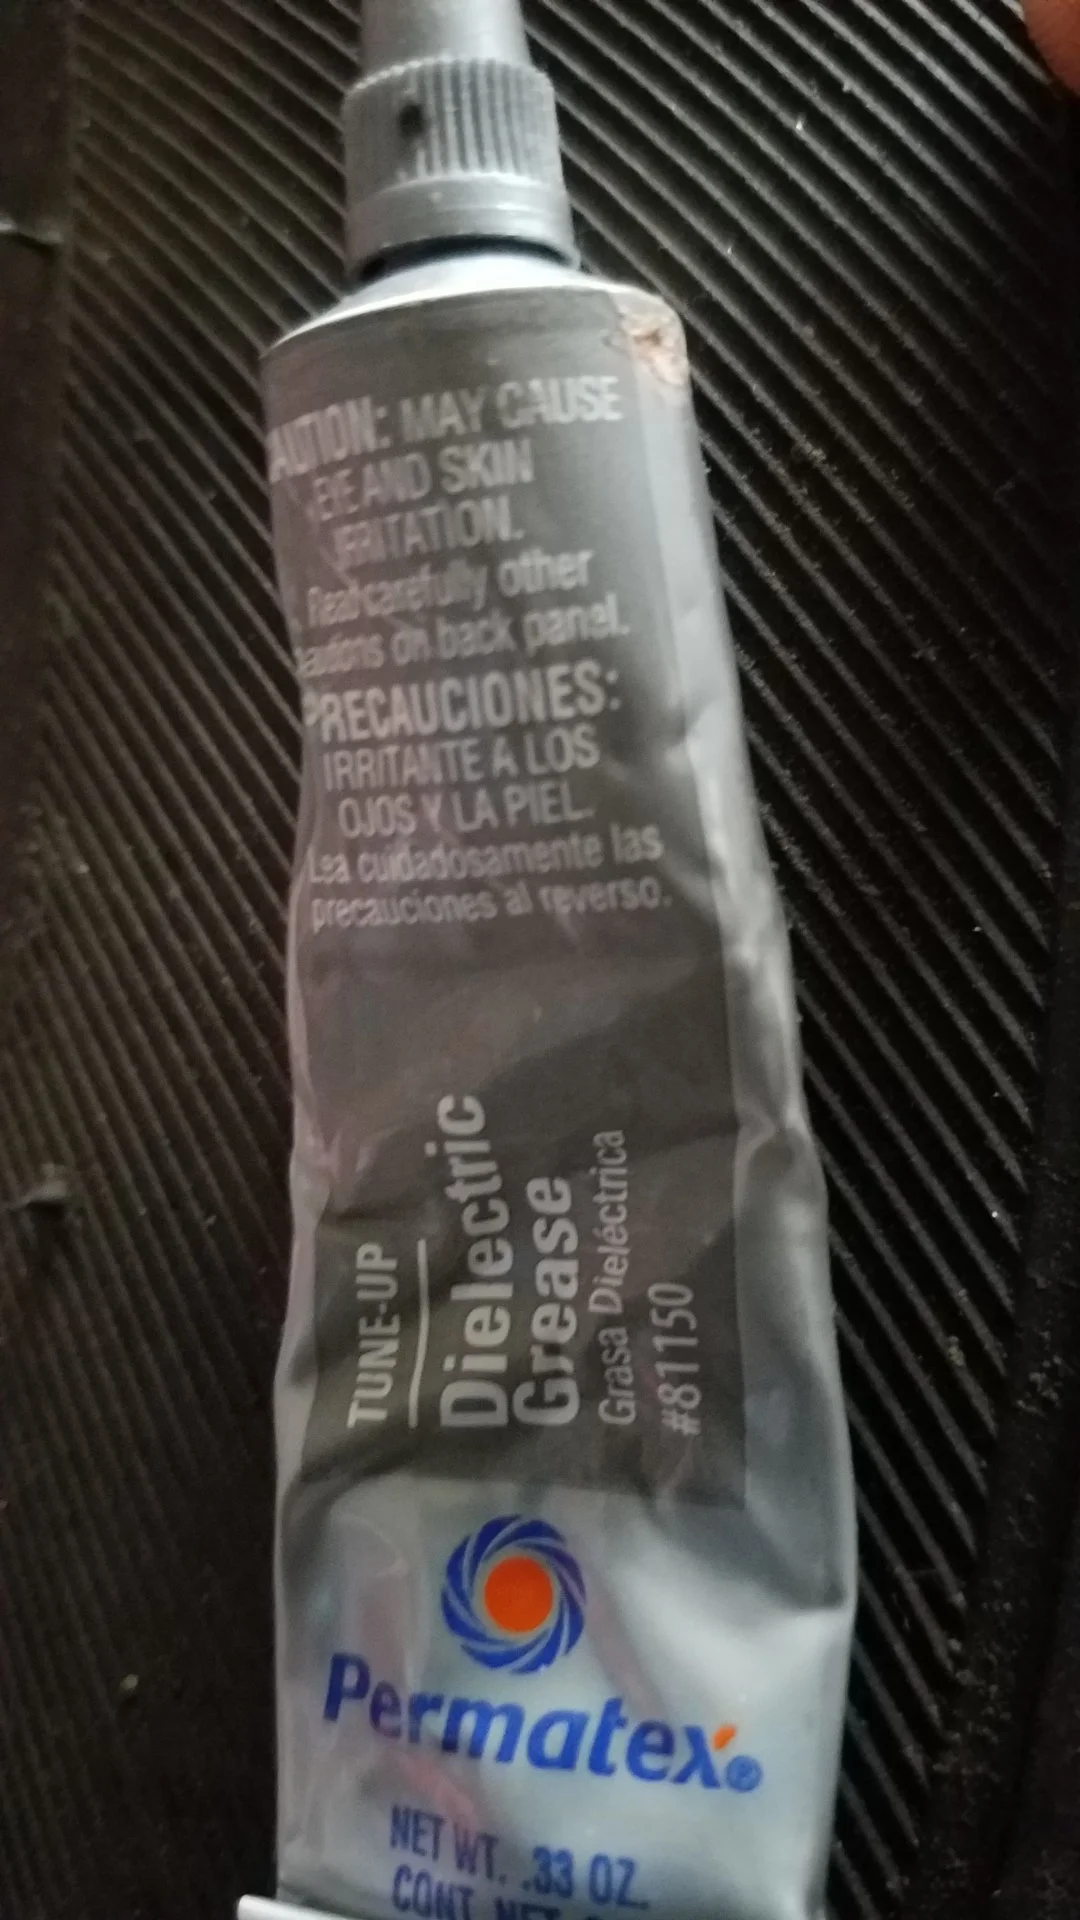 CAUTION: MAY CAUSE
EYE AND SKIN
IRRITATION.
Read carefully other
cautions on back panel.
PRECAUCIONES:
IRRITANTE A LOS
OJOS Y LA PIEL.
Lea cuidadosamente las
precauciones al reverso.
TUNE-UP
Dielectric
Grease
Grasa Dieléctrica
#81150
Permatex®
NET WT. .33 OZ.
CONT. NET.